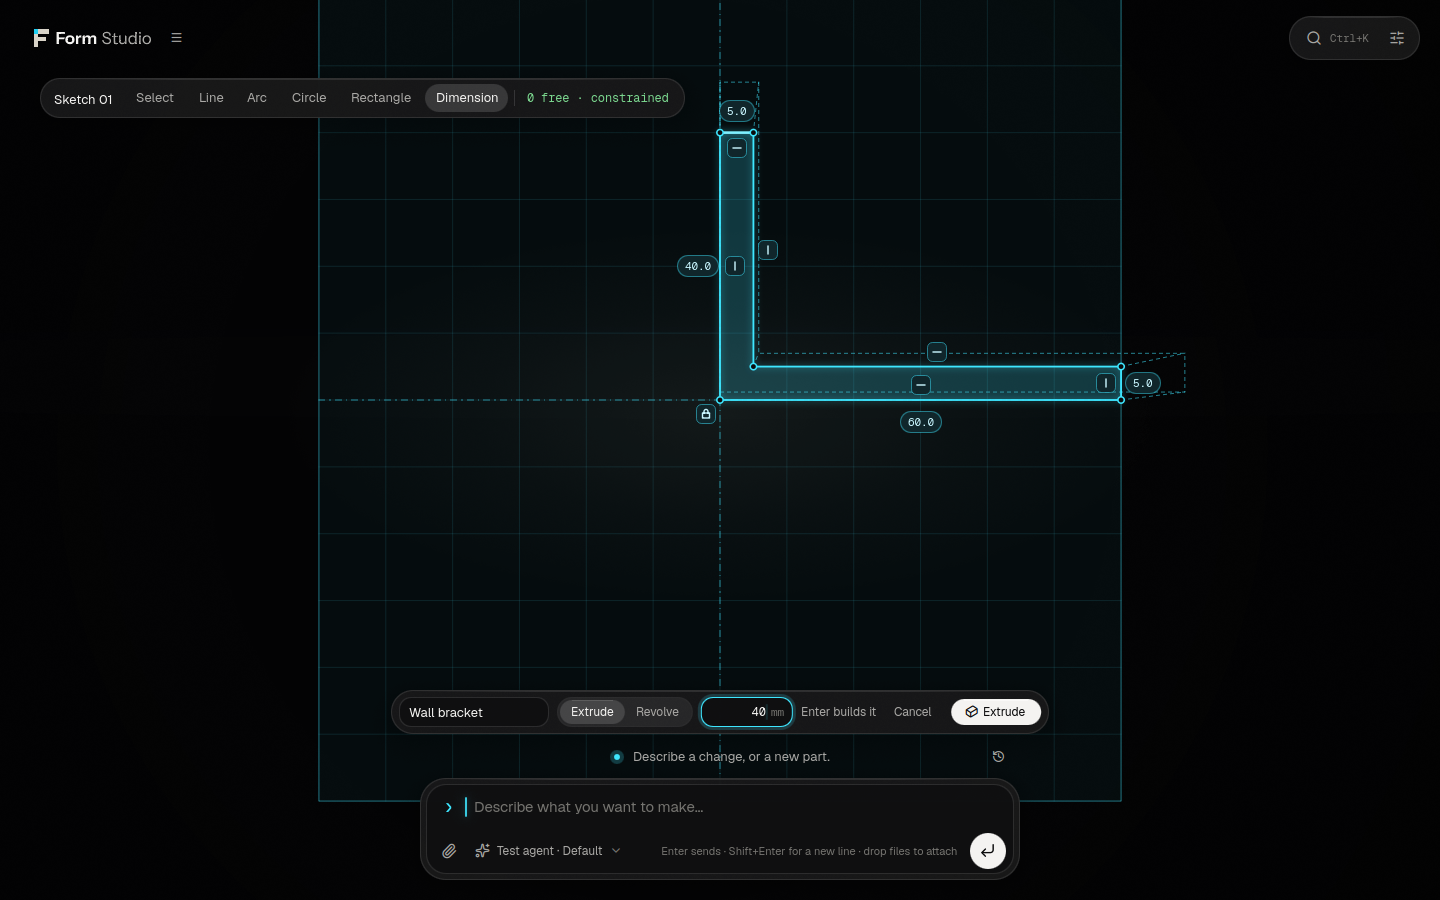 Form Studio
Ctrl+K
Sketch 01 Select Line Arc Circle Rectangle Dimension 0 free · constrained
5.0
40.0
5.0
60.0
Wall bracket Extrude Revolve 40 mm Enter builds it Cancel Extrude
Describe a change, or a new part.
Describe what you want to make...
Test agent · Default Enter sends · Shift+Enter for a new line · drop files to attach